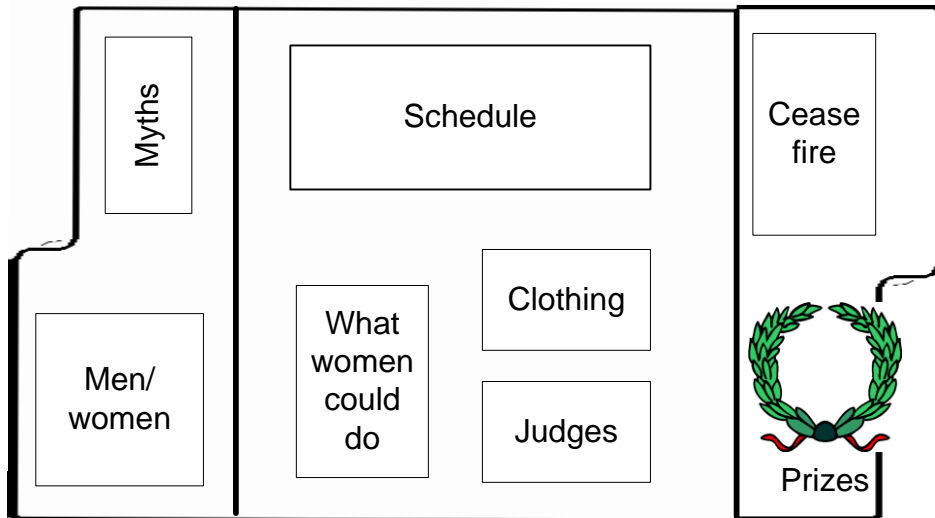 Myths
Men/
women
Schedule
What
women
could
do
Clothing
Judges
Cease
fire
Prizes